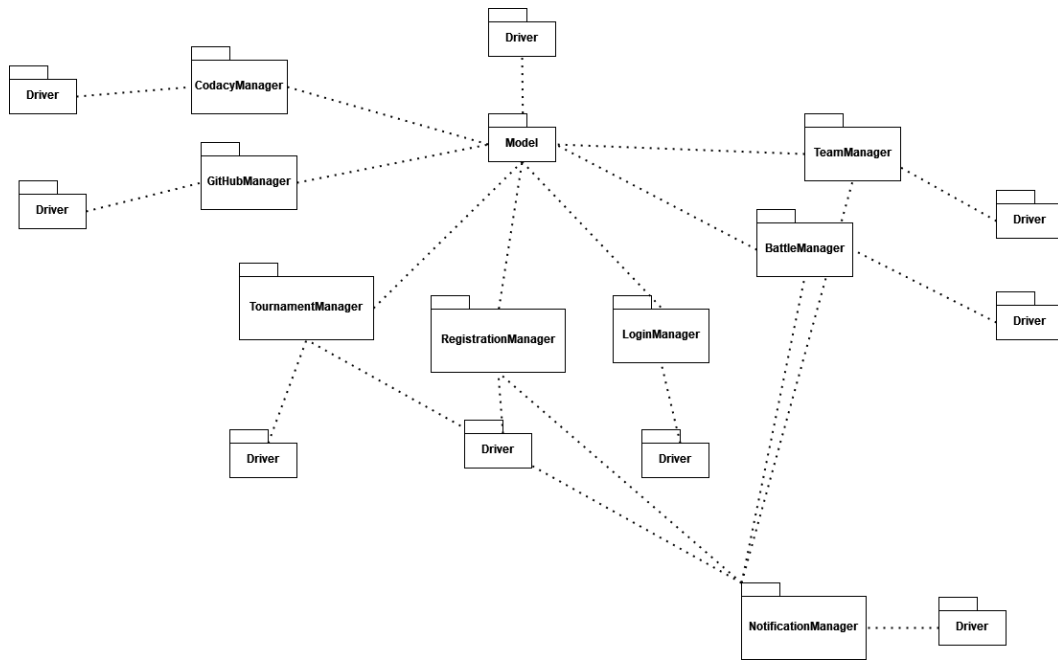 Driver
CodacyManager
Driver
Model
TeamManager
GitHubManager
Driver
Driver
BattleManager
TournamentManager
Driver
RegistrationManager
LoginManager
Driver
Driver
Driver
NotificationManager
Driver